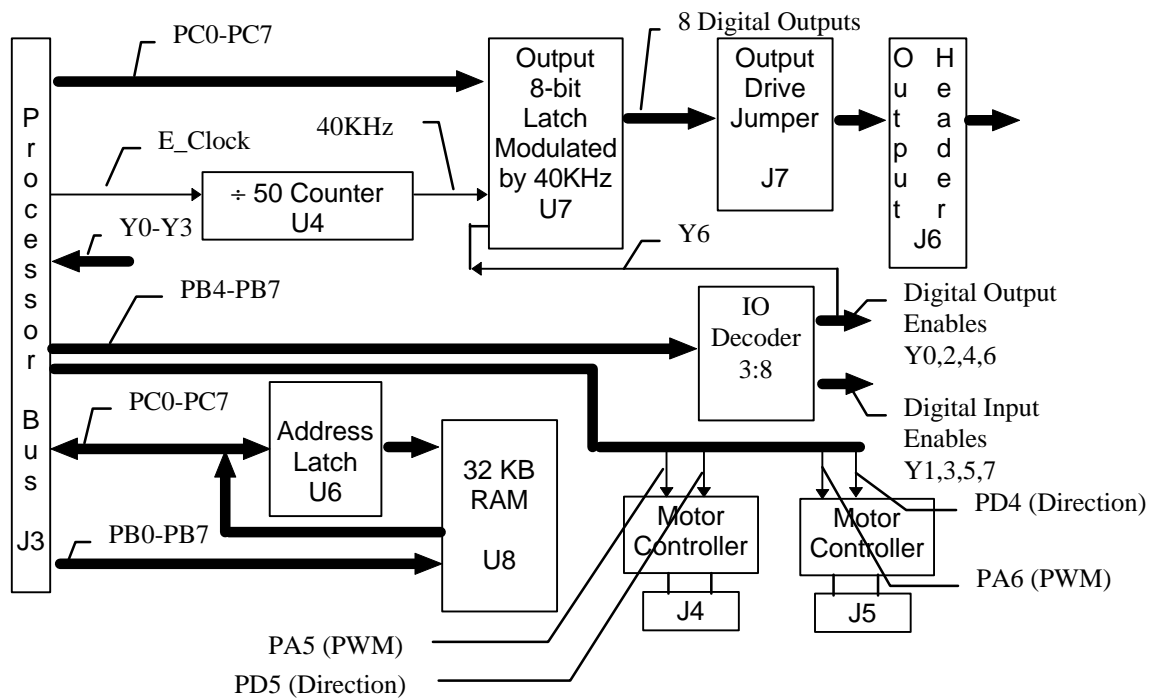 PC0-PC7
8 Digital Outputs
Processor Bus
J3
Output
8-bit
Latch
Modulated
by 40KHz
U7
Output
Drive
Jumper
J7
Output Header
J6
E_Clock
40KHz
÷ 50 Counter
U4
Y0-Y3
Y6
PB4-PB7
IO
Decoder
3:8
Digital Output
Enables
Y0,2,4,6
PC0-PC7
Address
Latch
U6
32 KB
RAM
U8
Digital Input
Enables
Y1,3,5,7
PB0-PB7
Motor
Controller
J4
Motor
Controller
J5
PD4 (Direction)
PA6 (PWM)
PA5 (PWM)
PD5 (Direction)